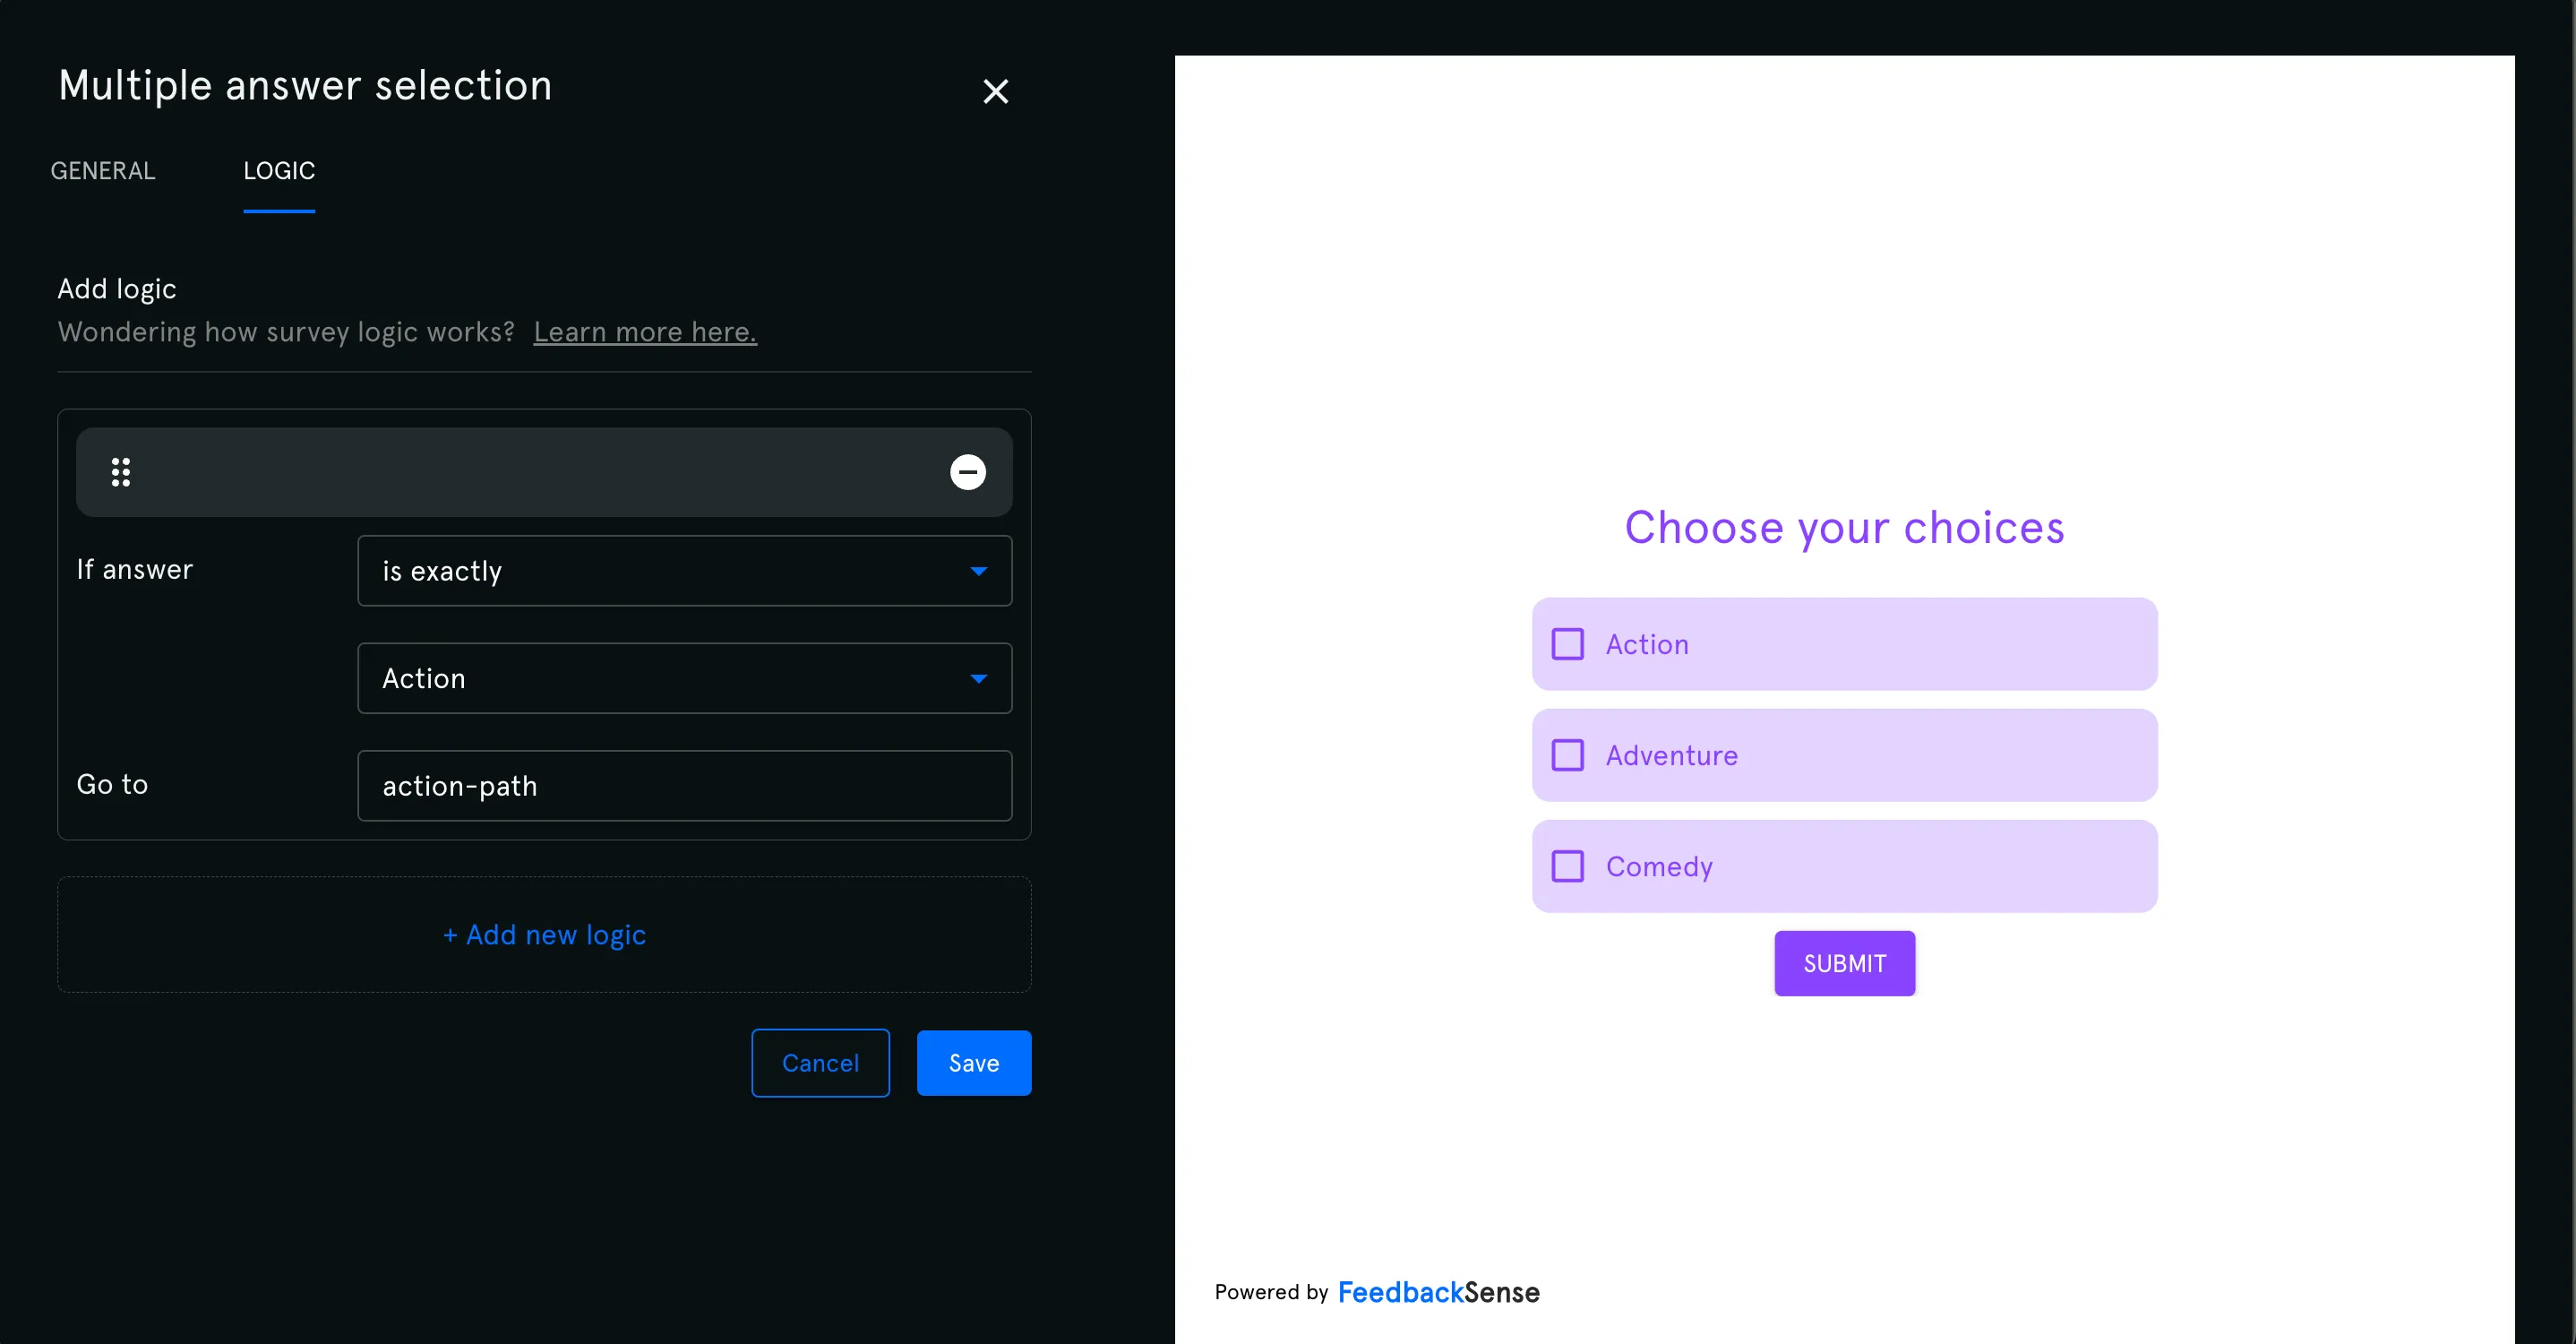 Multiple answer selection
GENERAL
LOGIC
Add logic
Wondering how survey logic works? Learn more here.
If answer
is exactly
Action
Go to
action-path
+ Add new logic
Cancel
Save
Choose your choices
Action
Adventure
Comedy
SUBMIT
Powered by FeedbackSense